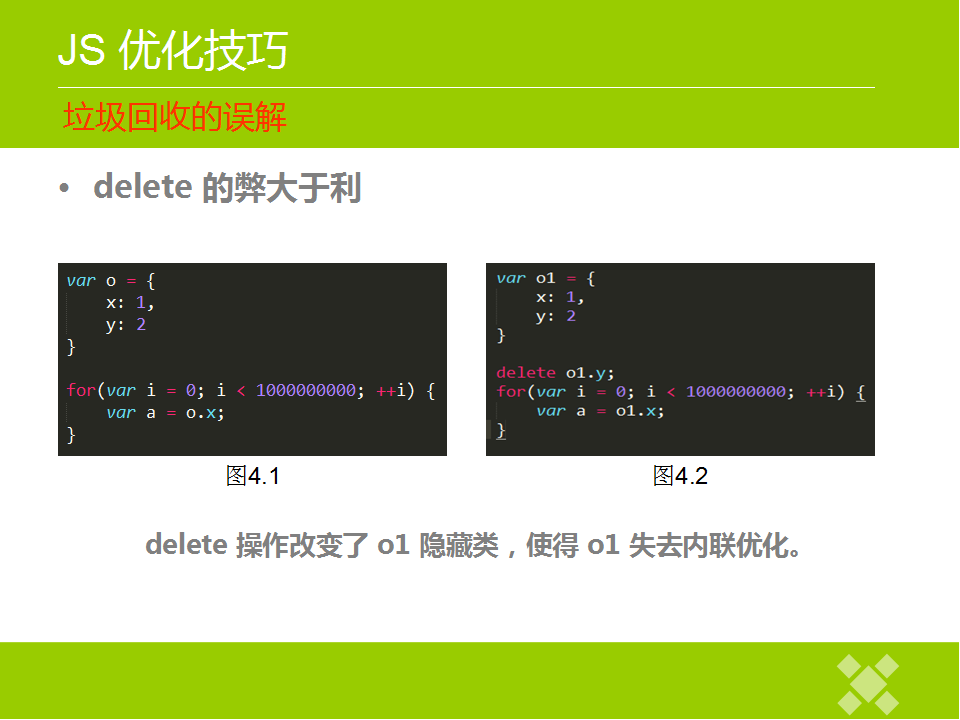 JS 优化技巧
垃圾回收的误解
• delete 的弊大于利
var o = {
    x: 1,
    y: 2
}
for(var i = 0; i < 1000000000; ++i) {
    var a = o.x;
}
图4.1
var o1 = {
    x: 1,
    y: 2
}
delete o1.y;
for(var i = 0; i < 1000000000; ++i) {
    var a = o1.x;
}
图4.2
delete 操作改变了 o1 隐藏类，使得 o1 失去内联优化。